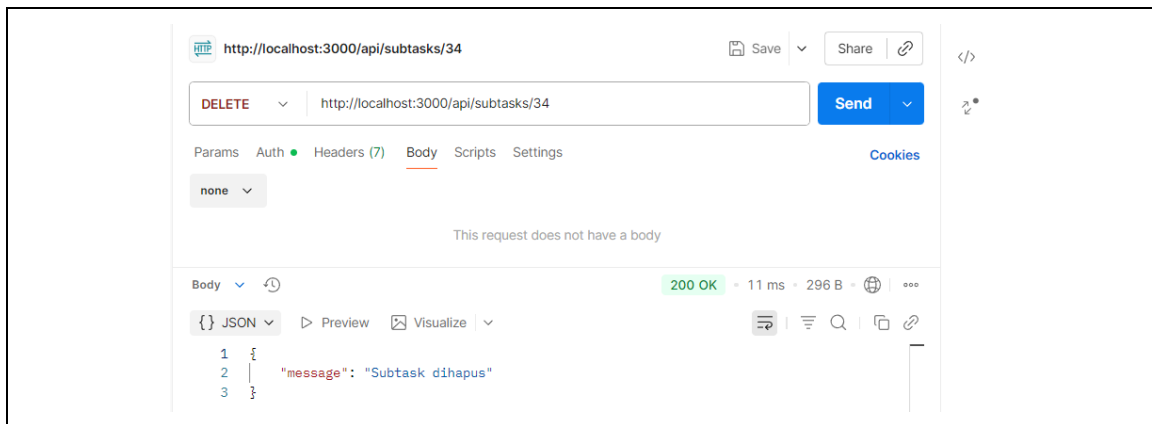 HTTP http://localhost:3000/api/subtasks/34 Save Share
DELETE http://localhost:3000/api/subtasks/34 Send
</>
Params Auth Headers (7) Body Scripts Settings Cookies
none
This request does not have a body
Body 200 OK 11 ms 296 B
{} JSON Preview Visualize
1 {
2 "message": "Subtask dihapus"
3 }